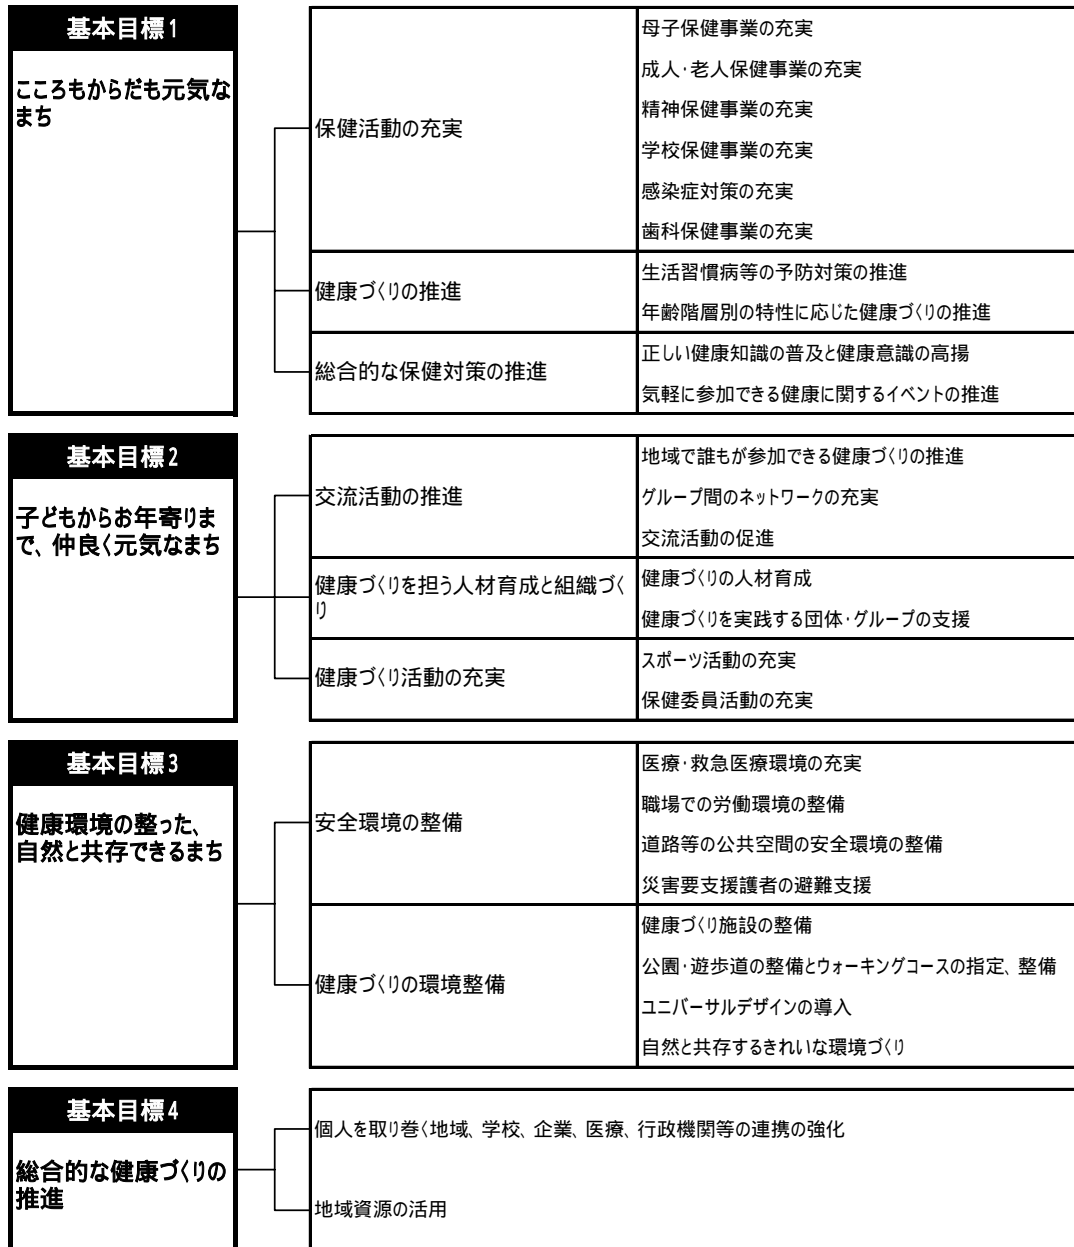 基本目標1
こころもからだも元気な
まち
保健活動の充実
母子保健事業の充実
成人・老人保健事業の充実
精神保健事業の充実
学校保健事業の充実
感染症対策の充実
歯科保健事業の充実
健康づくりの推進
生活習慣病等の予防対策の推進
年齢階層別の特性に応じた健康づくりの推進
総合的な保健対策の推進
正しい健康知識の普及と健康意識の高揚
気軽に参加できる健康に関するイベントの推進
基本目標2
子どもからお年寄りま
で、仲良く元気なまち
交流活動の推進
地域で誰もが参加できる健康づくりの推進
グループ間のネットワークの充実
交流活動の促進
健康づくりを担う人材育成と組織づく
り
健康づくりの人材育成
健康づくりを実践する団体・グループの支援
健康づくり活動の充実
スポーツ活動の充実
保健委員活動の充実
基本目標3
健康環境の整った、
自然と共存できるまち
安全環境の整備
医療・救急医療環境の充実
職場での労働環境の整備
道路等の公共空間の安全環境の整備
災害要支援護者の避難支援
健康づくりの環境整備
健康づくり施設の整備
公園・遊歩道の整備とウォーキングコースの指定、整備
ユニバーサルデザインの導入
自然と共存するきれいな環境づくり
基本目標4
総合的な健康づくりの
推進
個人を取り巻く地域、学校、企業、医療、行政機関等の連携の強化
地域資源の活用